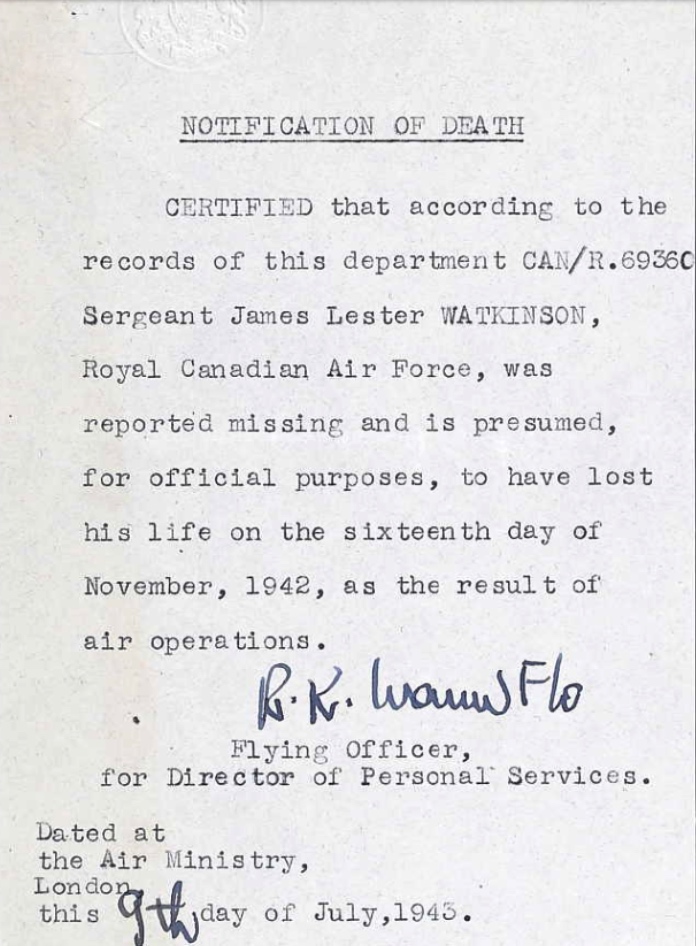 NOTIFICATION OF DEATH
CERTIFIED that according to the
records of this department CAN/R.69360
Sergeant James Lester WATKINSON,
Royal Canadian Air Force, was
reported missing and is presumed,
for official purposes, to have lost
his life on the sixteenth day of
November, 1942, as the result of
air operations.
R. K. F/O
Flying Officer,
for Director of Personal Services.
Dated at
the Air Ministry,
London
this 9th day of July, 1943.